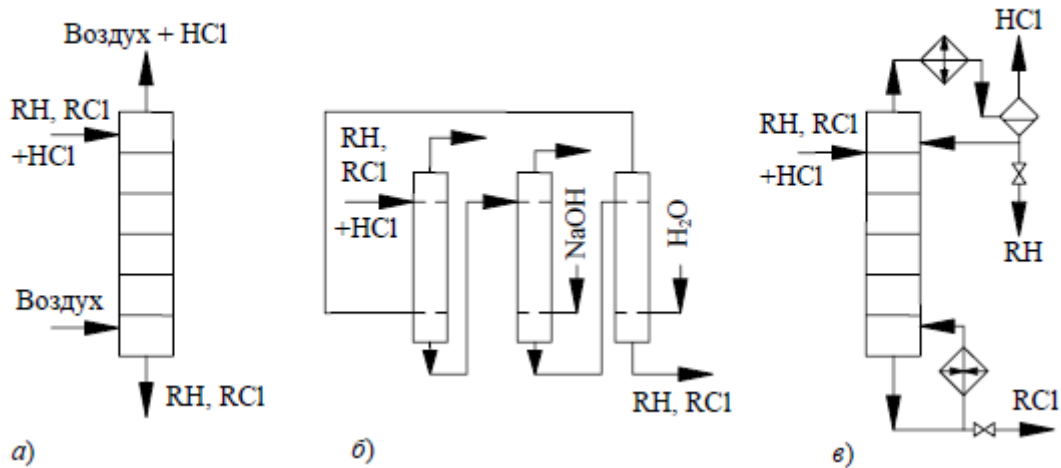 Воздух + HCl
RH, RCl
+HCl
Воздух
RH, RCl
а)
RH,
RCl
+HCl
NaOH
H₂O
RH, RCl
б)
HCl
RH, RCl
+HCl
RH
RCl
в)